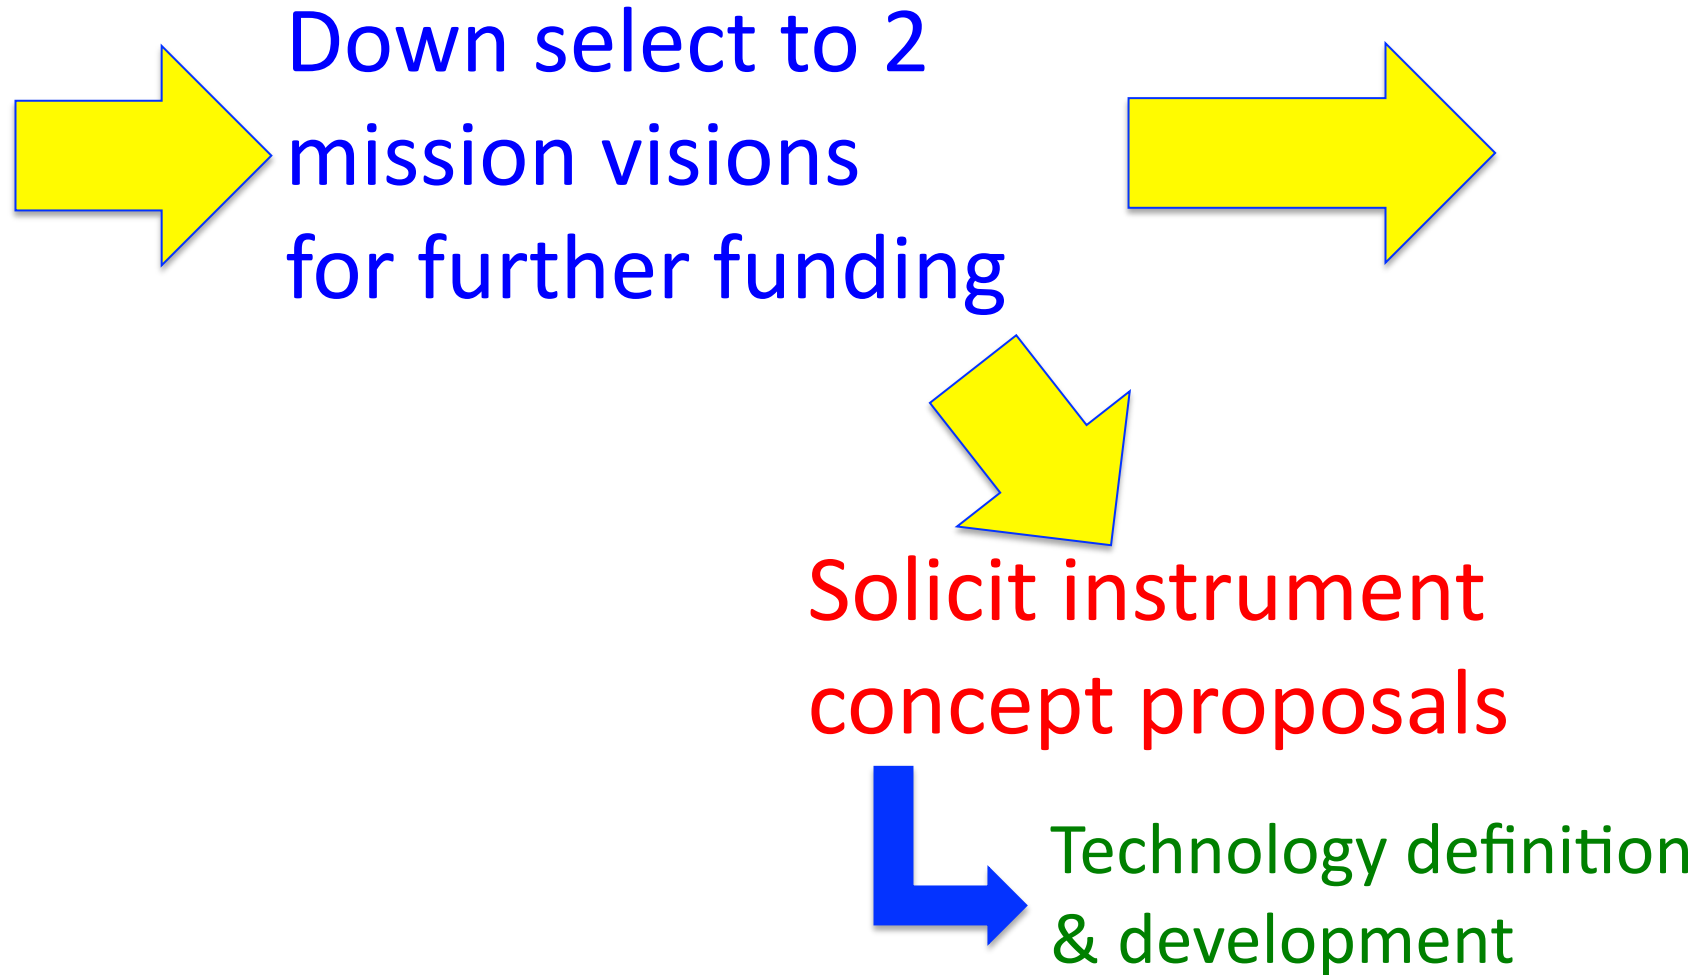 Down select to 2
mission visions
for further funding
Solicit instrument
concept proposals
Technology definition
& development